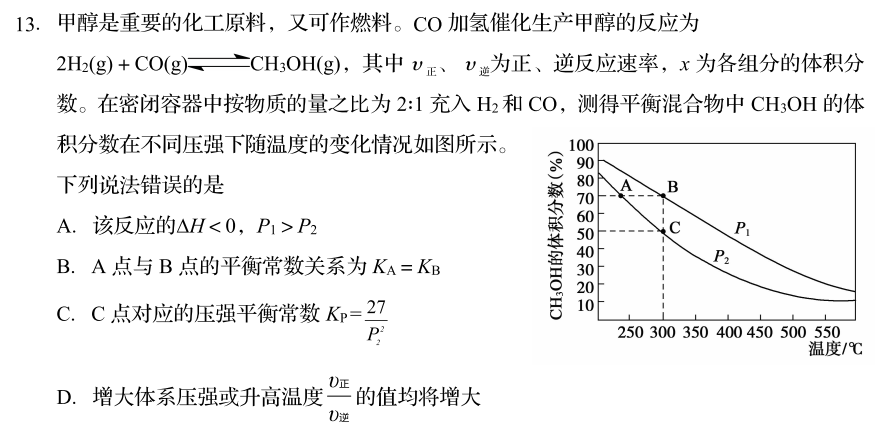 13. 甲醇是重要的化工原料，又可作燃料。CO 加氢催化生产甲醇的反应为
2H₂(g) + CO(g)⇌CH₃OH(g)，其中 υ正、 υ逆为正、逆反应速率，x 为各组分的体积分
数。在密闭容器中按物质的量之比为 2∶1 充入 H₂ 和 CO，测得平衡混合物中 CH₃OH 的体
积分数在不同压强下随温度的变化情况如图所示。
下列说法错误的是
A. 该反应的ΔH < 0，P₁ > P₂
B. A 点与 B 点的平衡常数关系为 K_A = K_B
C. C 点对应的压强平衡常数 K_P = 27/P₂²
D. 增大体系压强或升高温度 υ正/υ逆 的值均将增大
CH₃OH的体积分数(%)
100
90
80
70
60
50
40
30
20
10
A
B
C
P₁
P₂
250 300 350 400 450 500 550
温度/℃